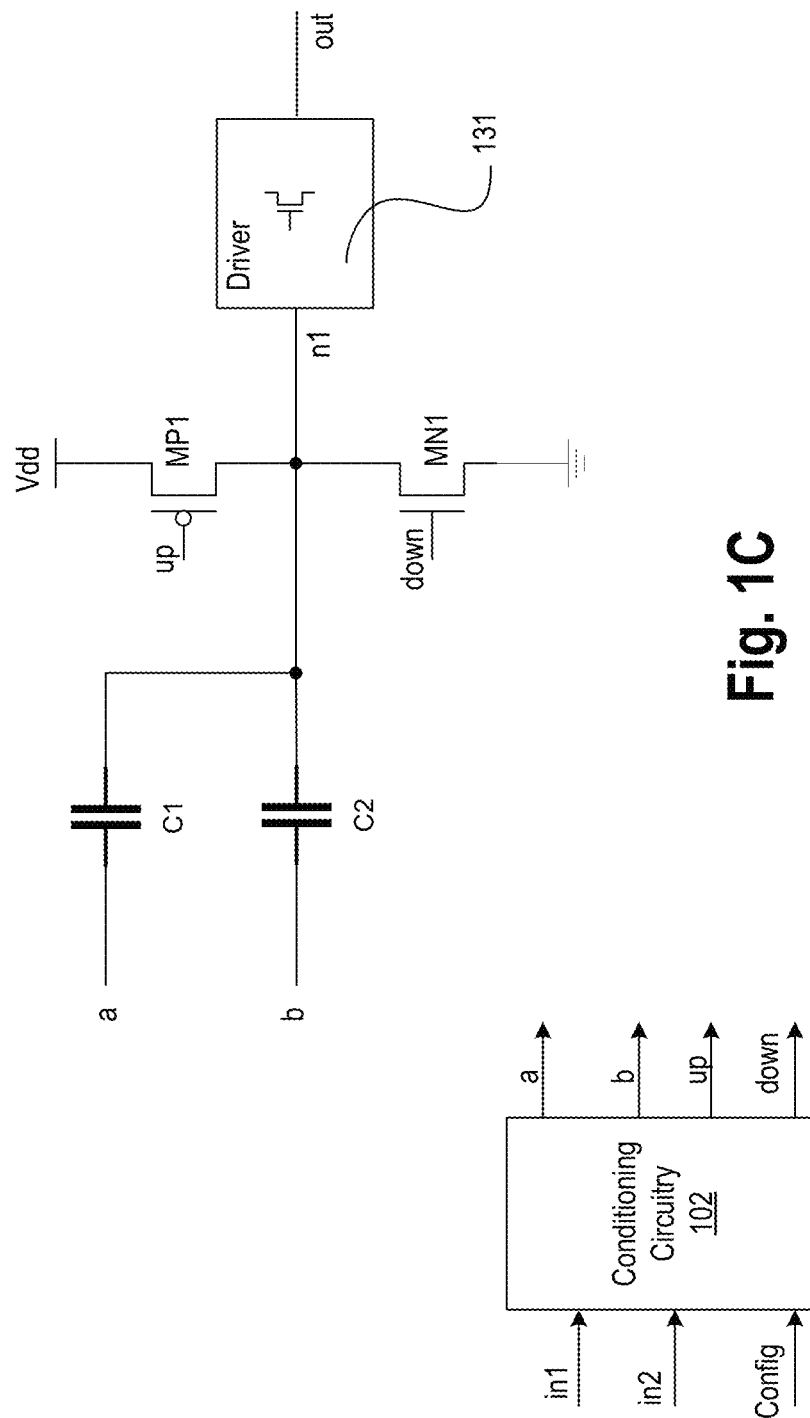 Vdd
a
C1
up
MP1
Driver
b
C2
n1
out
down
MN1
131
in1
in2
Config
Conditioning
Circuitry
102
a
b
up
down
Fig. 1C